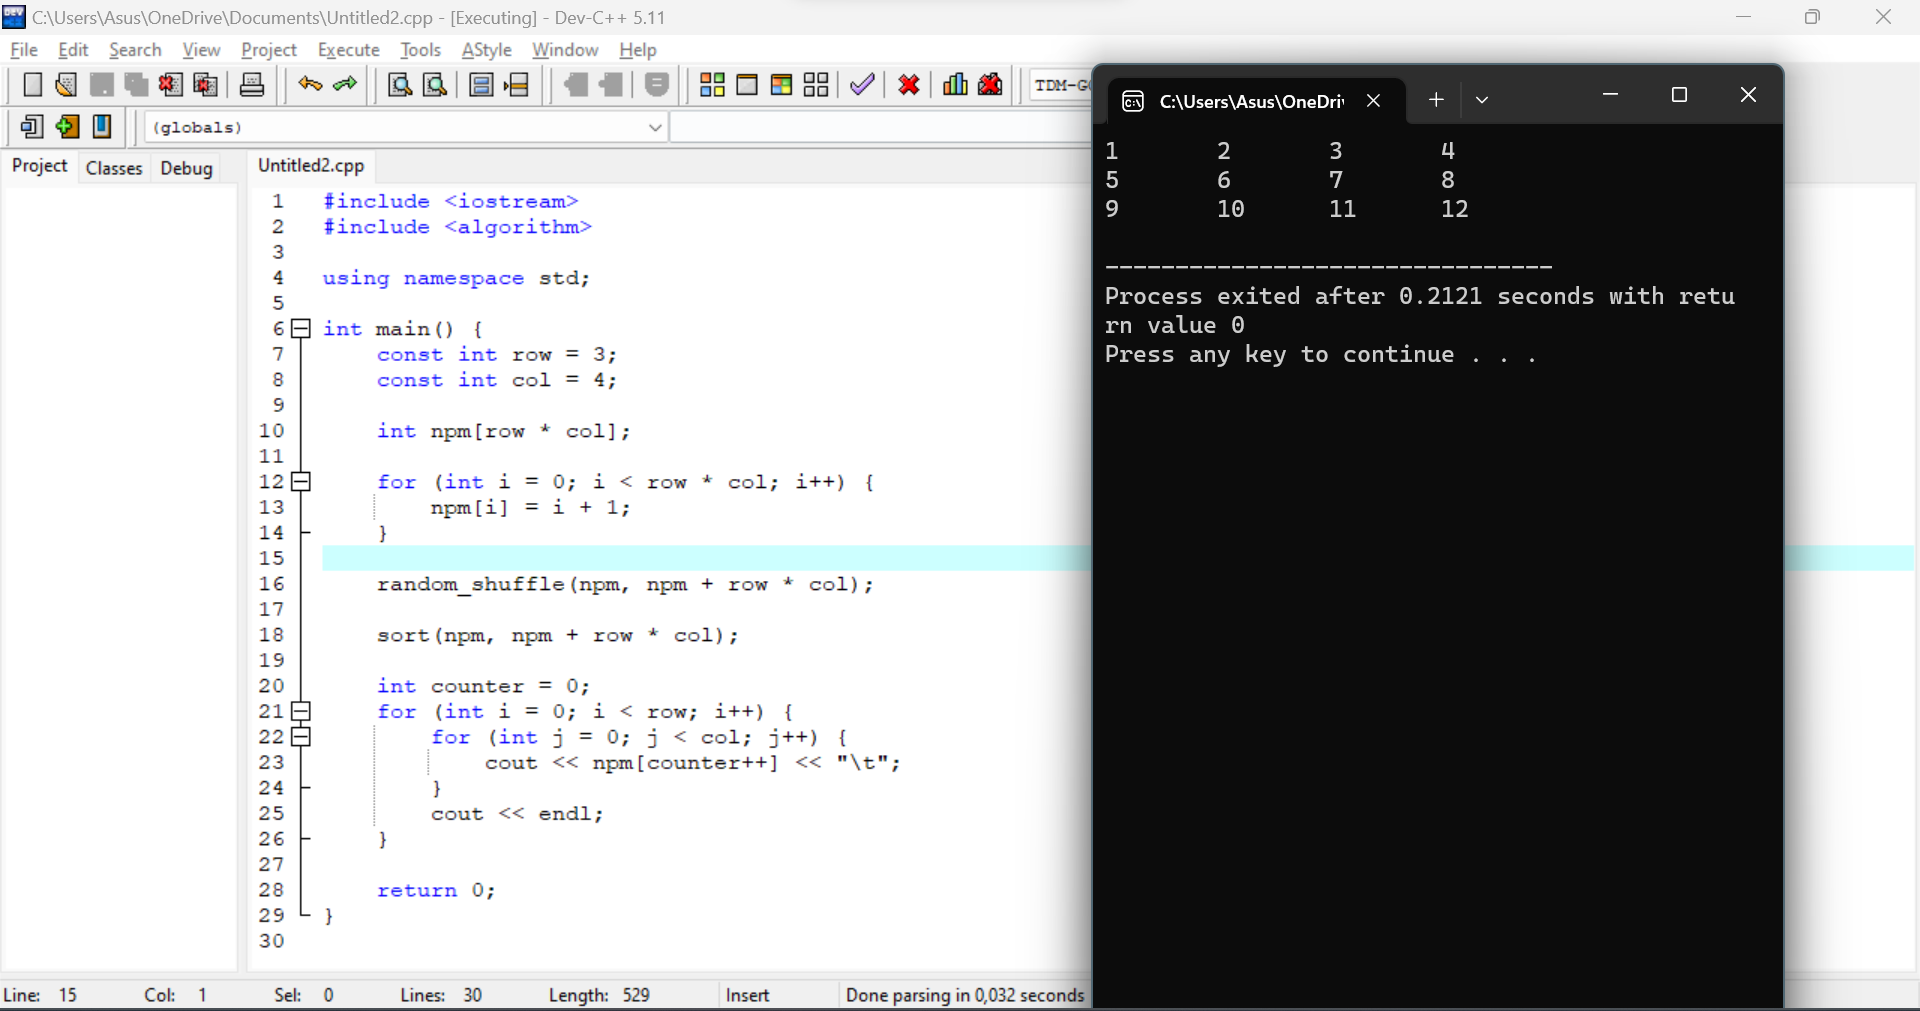 C:\Users\Asus\OneDrive\Documents\Untitled2.cpp - [Executing] - Dev-C++ 5.11
File Edit Search View Project Execute Tools AStyle Window Help
(globals)
Project Classes Debug
Untitled2.cpp
1 #include <iostream>
2 #include <algorithm>
3
4 using namespace std;
5
6 int main() {
7     const int row = 3;
8     const int col = 4;
9
10     int npm[row * col];
11
12     for (int i = 0; i < row * col; i++) {
13         npm[i] = i + 1;
14     }
15
16     random_shuffle(npm, npm + row * col);
17
18     sort(npm, npm + row * col);
19
20     int counter = 0;
21     for (int i = 0; i < row; i++) {
22         for (int j = 0; j < col; j++) {
23             cout << npm[counter++] << "\t";
24         }
25         cout << endl;
26     }
27
28     return 0;
29 }
30
Line: 15 Col: 1 Sel: 0 Lines: 30 Length: 529 Insert Done parsing in 0,032 seconds
C:\Users\Asus\OneDri
1 2 3 4
5 6 7 8
9 10 11 12
--------------------------------
Process exited after 0.2121 seconds with retu
rn value 0
Press any key to continue . . .